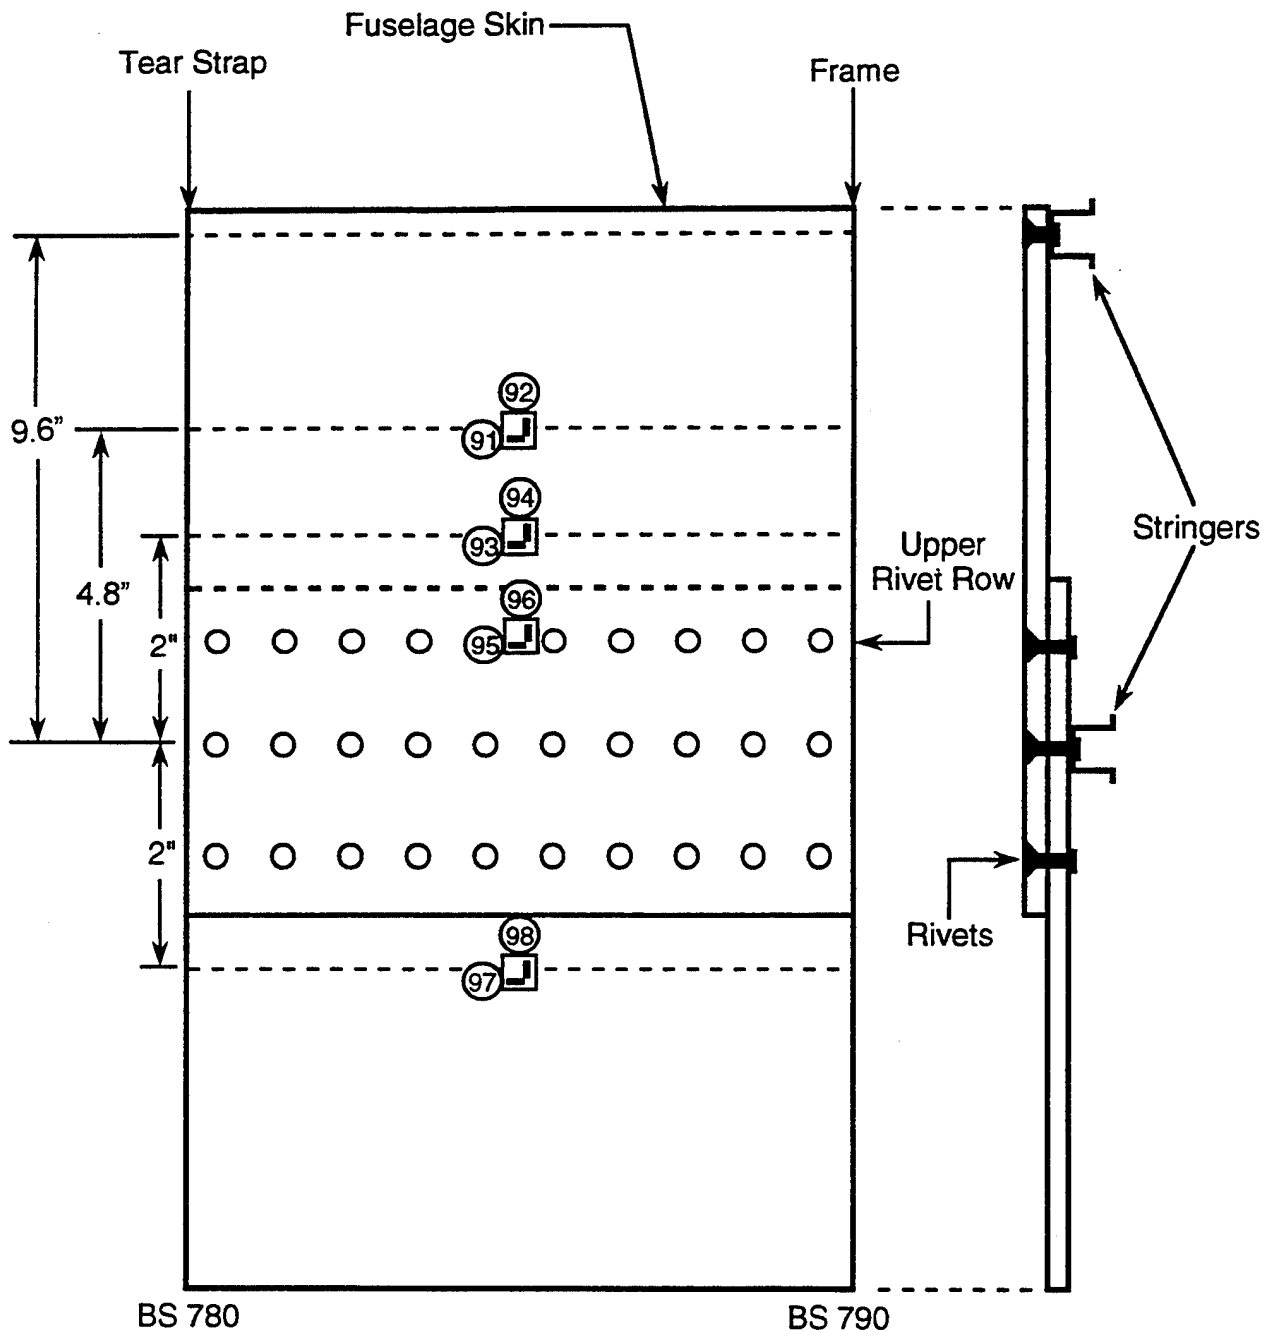 Fuselage Skin
Tear Strap
Frame
92
9.6"
91
94
93
Stringers
Upper
Rivet Row
4.8"
96
2"
95
2"
Rivets
98
97
BS 780
BS 790